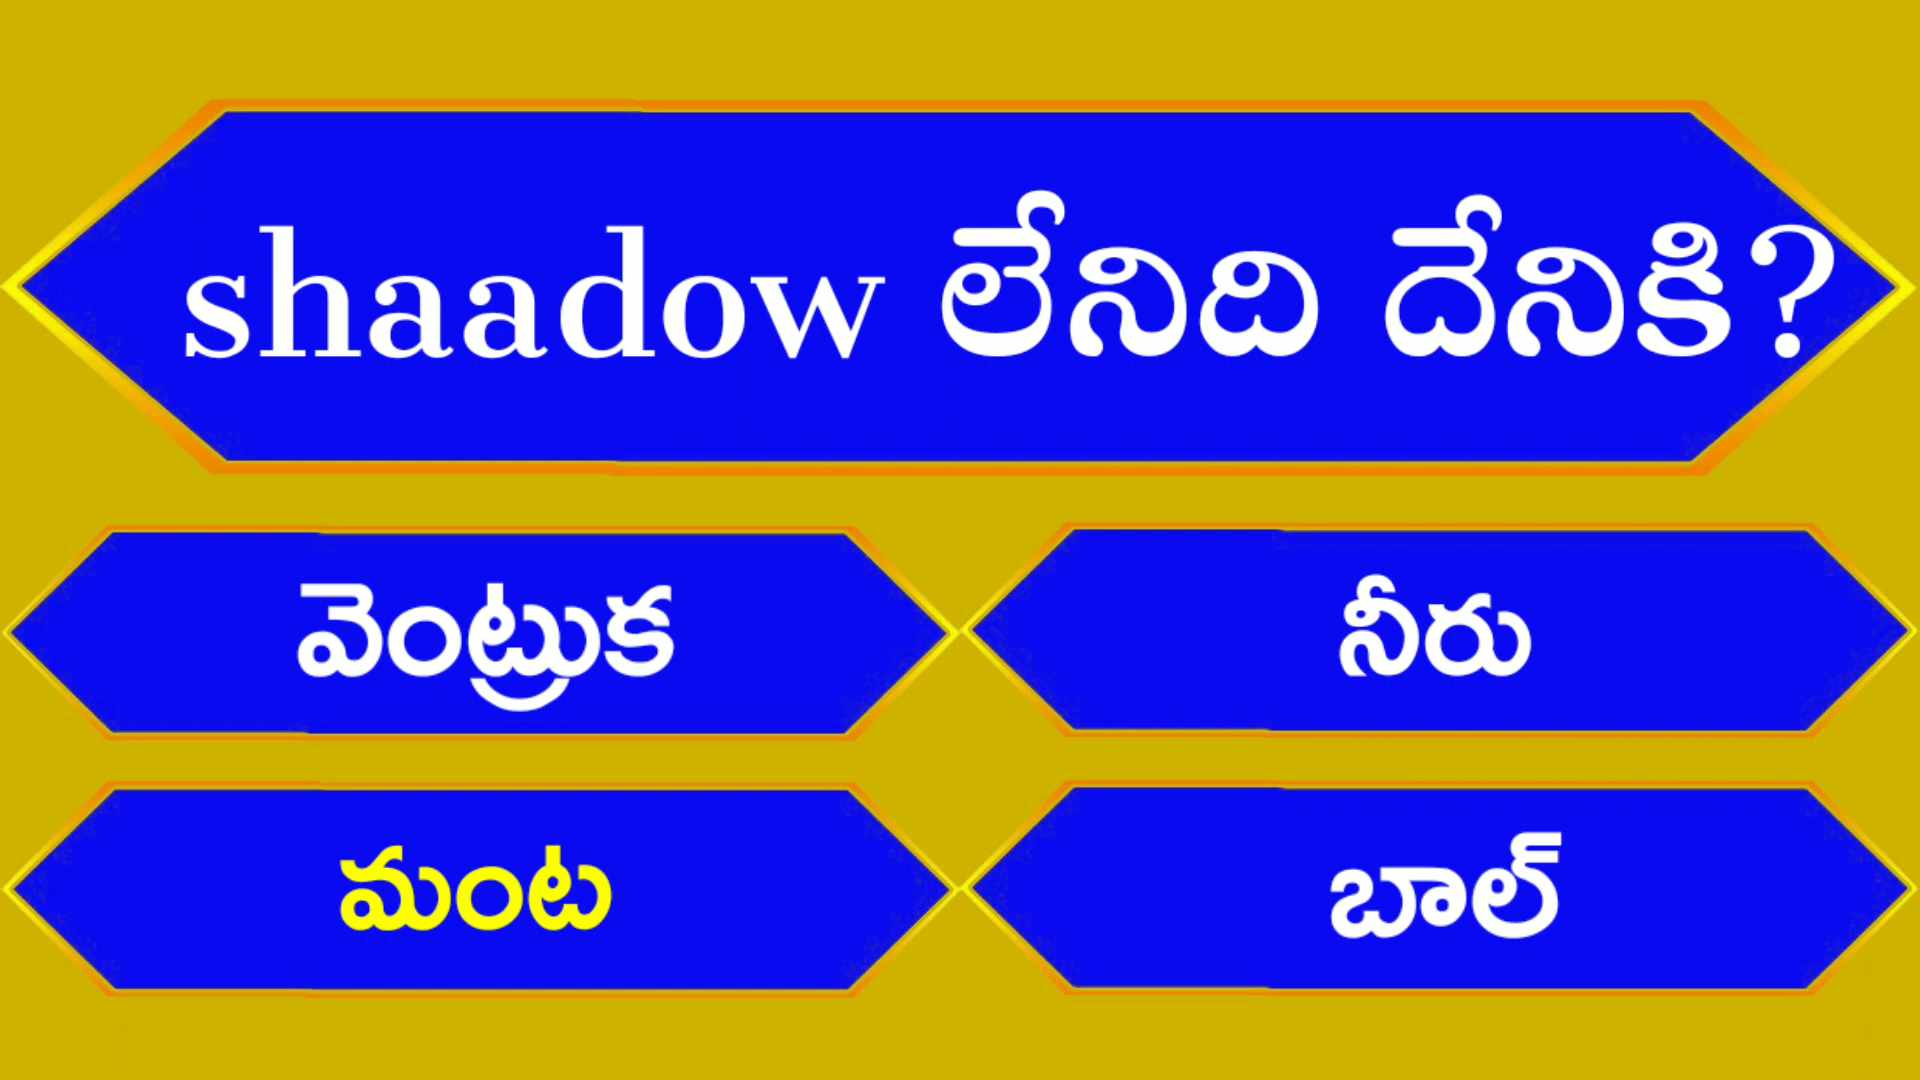 shaadow లేనిది దేనికి?
వెంట్రుక
నీరు
మంట
బాల్